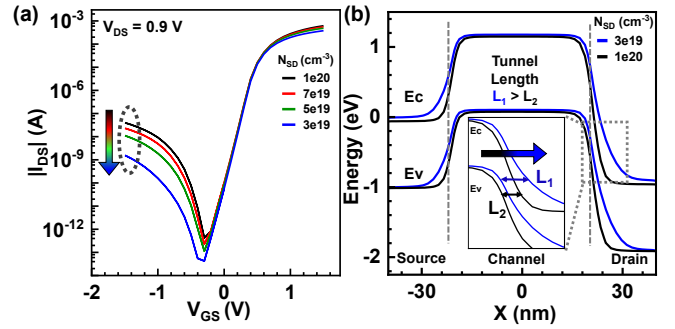 (a)
V_DS = 0.9 V
N_SD (cm⁻³)
1e20
7e19
5e19
3e19
||_DS| (A)
10⁻³
10⁻⁶
10⁻⁹
10⁻¹²
-2
-1
0
1
V_GS (V)
(b)
N_SD (cm⁻³)
3e19
1e20
Tunnel
Length
L₁ > L₂
Ec
Ev
Ec
Ev
L₁
L₂
Source
Channel
Drain
Energy (eV)
1
0
-1
-2
-30
0
30
X (nm)